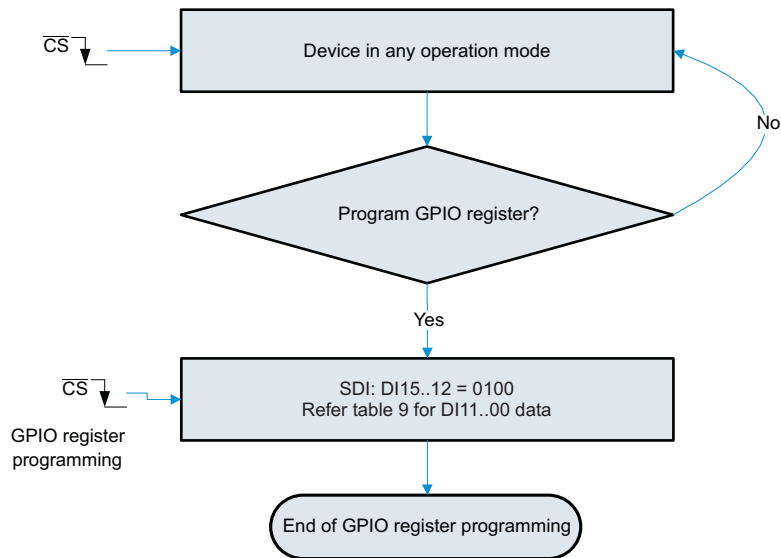 CS
Device in any operation mode
No
Program GPIO register?
Yes
CS
SDI: DI15..12 = 0100
Refer table 9 for DI11..00 data
GPIO register
programming
End of GPIO register programming